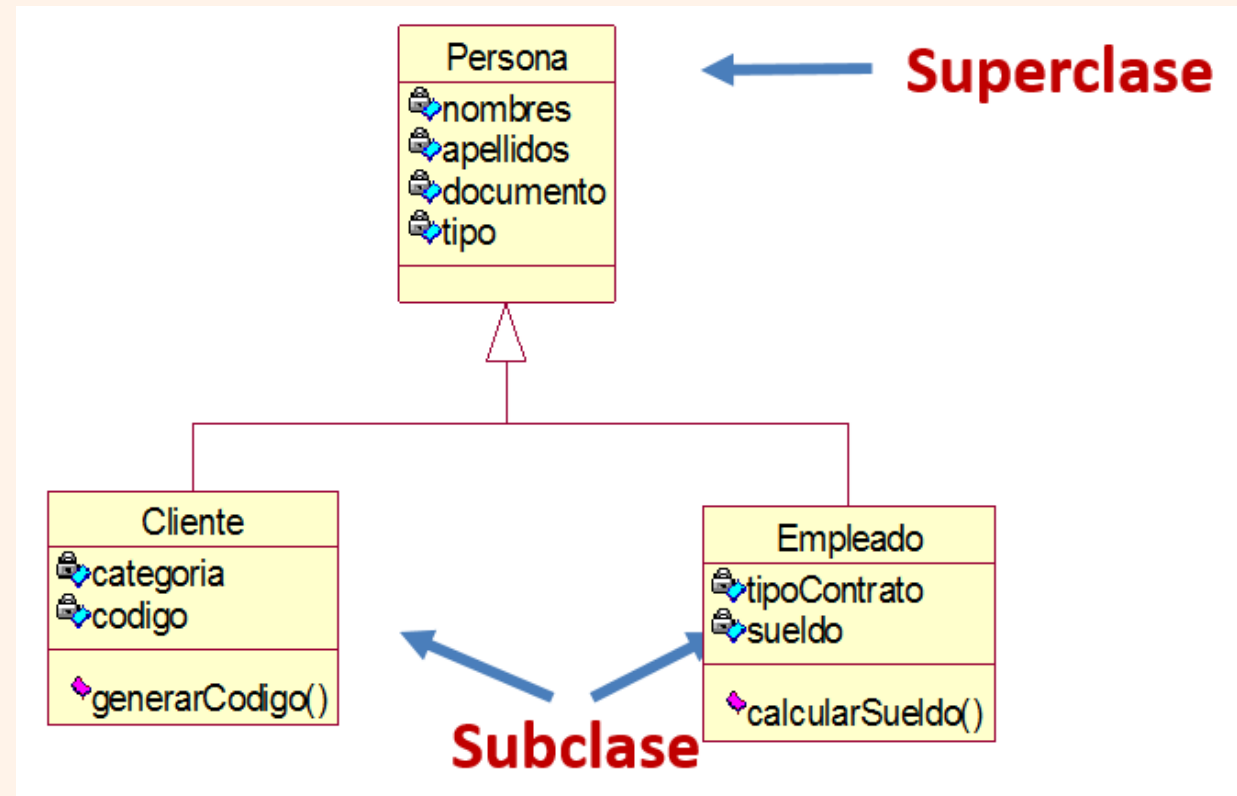 Persona
Superclase
nombres
apellidos
documento
tipo
Cliente
categoria
codigo
generarCodigo()
Empleado
tipoContrato
sueldo
calcularSueldo()
Subclase